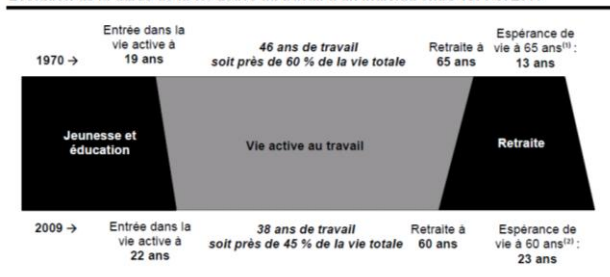 Entrée dans la
vie active à
19 ans
1970 →
46 ans de travail
soit près de 60 % de la vie totale
Retraite à
65 ans
Espérance de
vie à 65 ans(1) :
13 ans
Jeunesse et
éducation
Vie active au travail
Retraite
2009 →
Entrée dans la
vie active à
22 ans
38 ans de travail
soit près de 45 % de la vie totale
Retraite à
60 ans
Espérance de
vie à 60 ans(2) :
23 ans